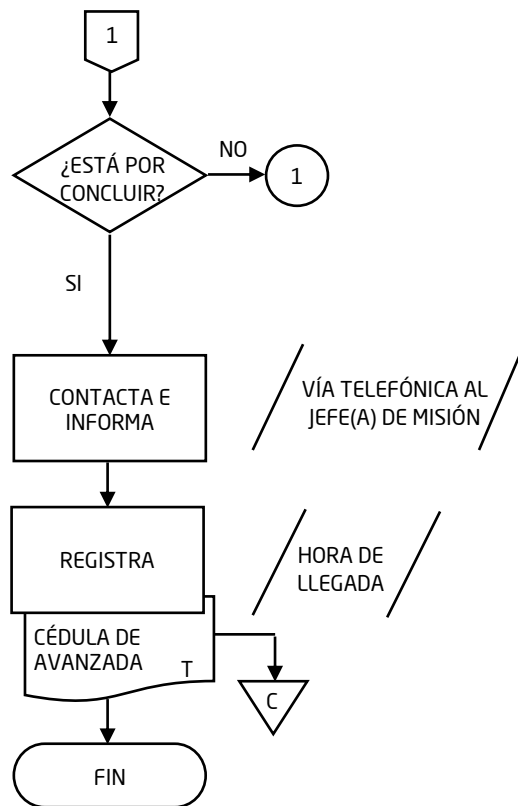 1
¿ESTÁ POR
CONCLUIR?
NO
1
SI
CONTACTA E
INFORMA
VÍA TELEFÓNICA AL
JEFE(A) DE MISIÓN
REGISTRA
HORA DE
LLEGADA
CÉDULA DE
AVANZADA
T
C
FIN